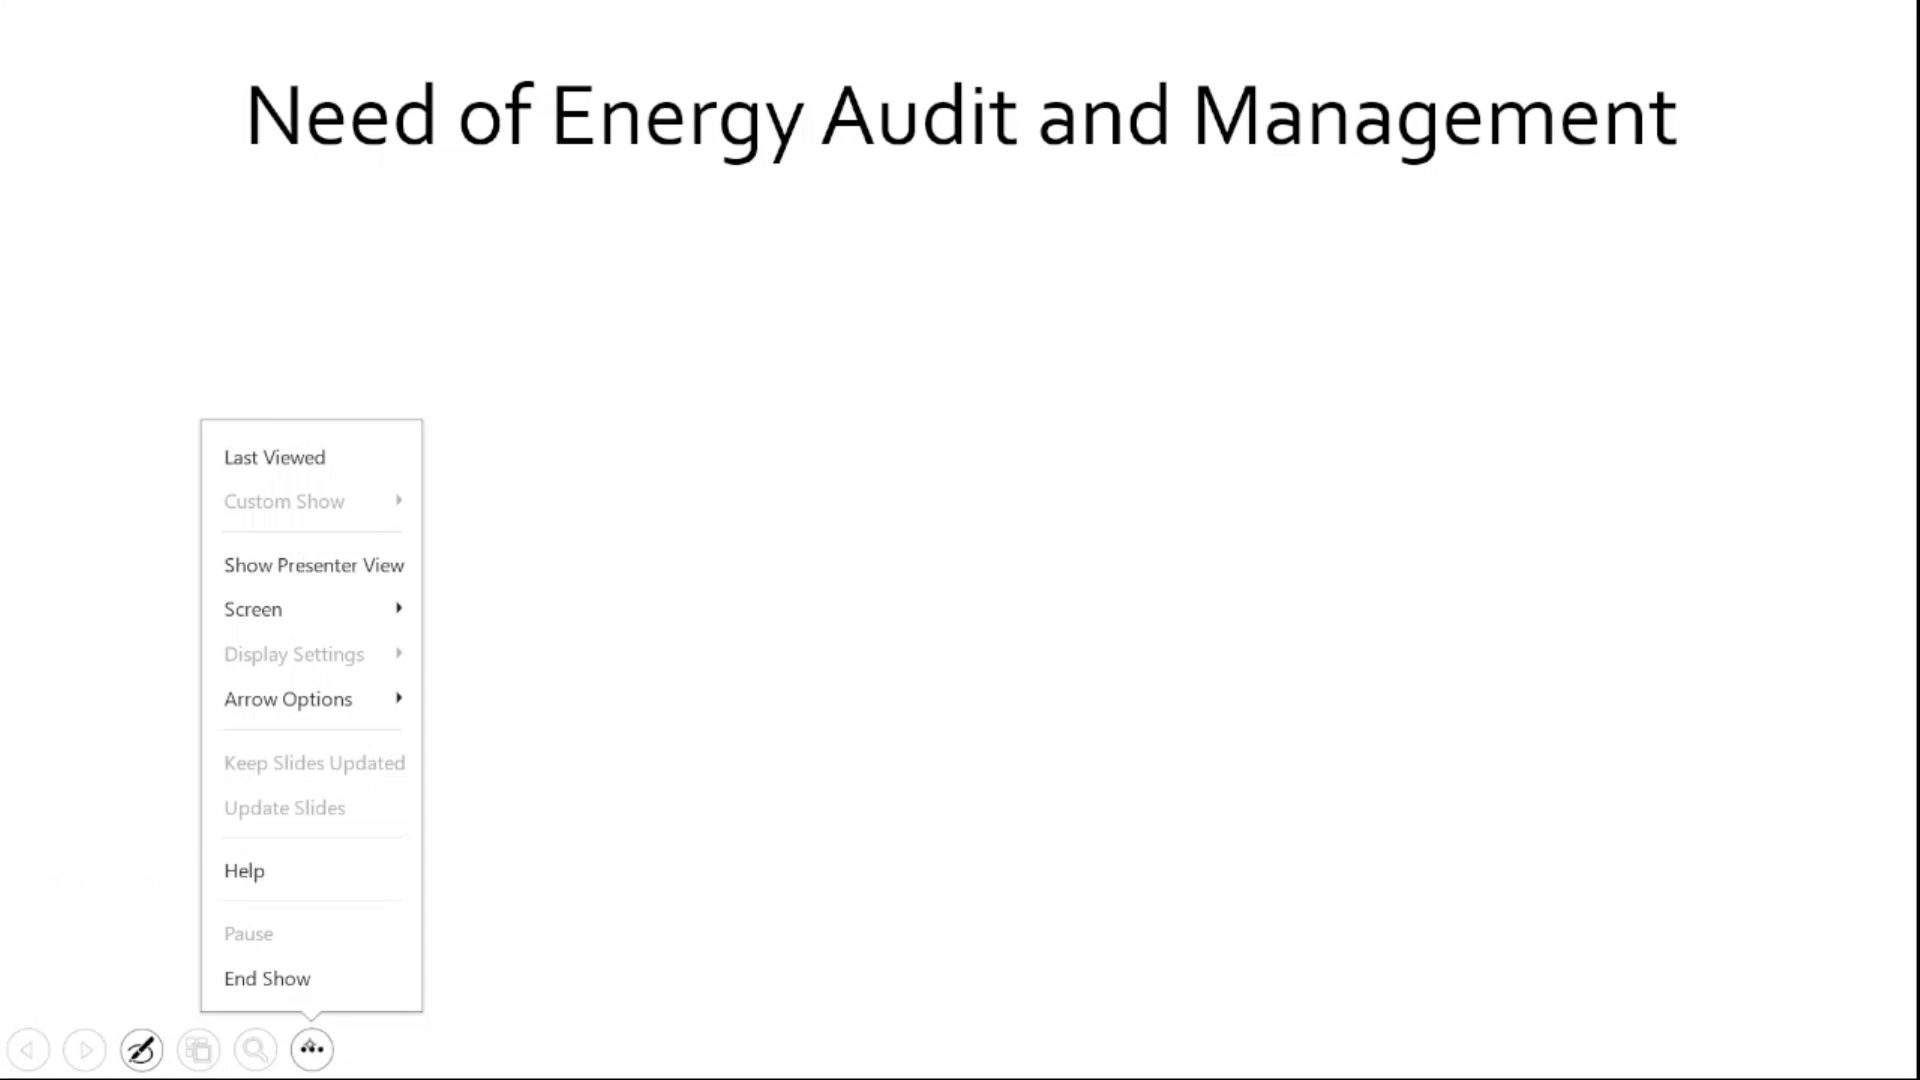 Need of Energy Audit and Management
Last Viewed
Custom Show
Show Presenter View
Screen
Display Settings
Arrow Options
Keep Slides Updated
Update Slides
Help
Pause
End Show